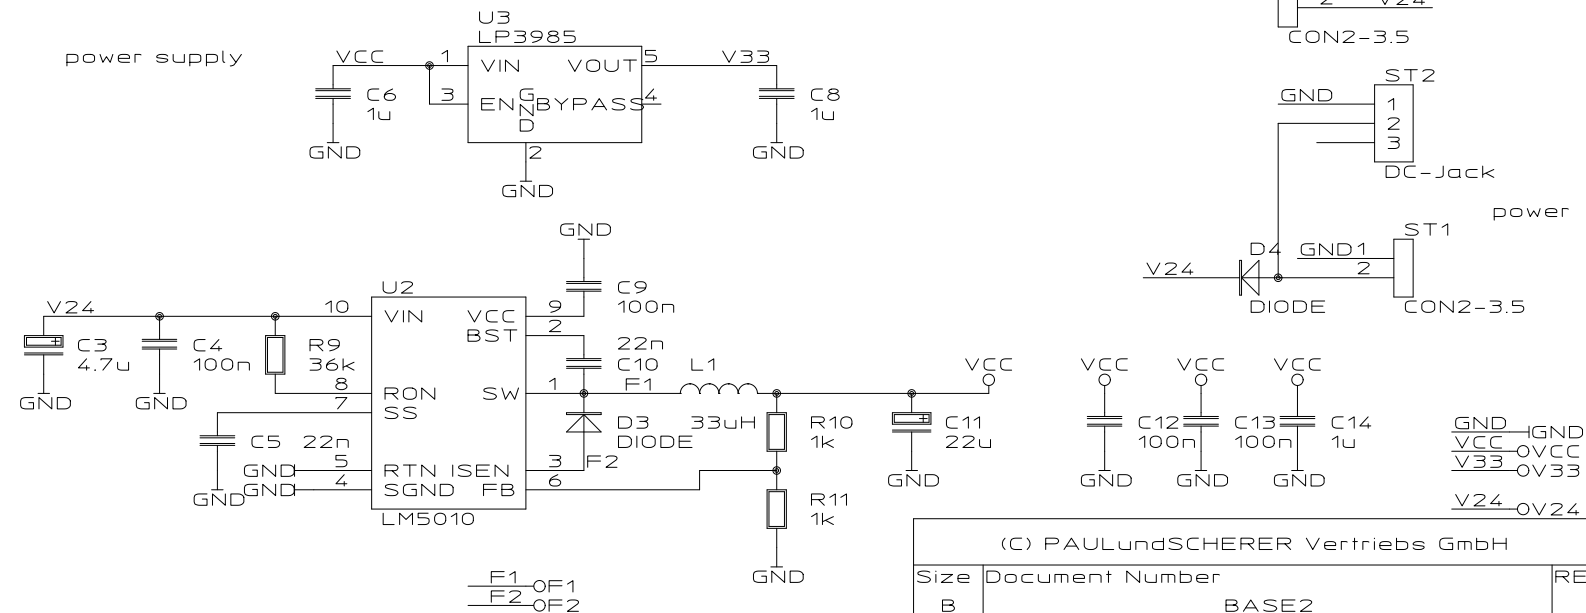 2 V24
CON2-3.5
U3
LP3985
power supply
VCC 1 VIN VOUT 5 V33
C6
1u
3 EN GND BYPASS 4
C8
1u
GND
2
GND
GND
ST2
GND 1
2
3
DC-Jack
power
ST1
D4 GND1
V24 2
DIODE CON2-3.5
GND
C9
100n
U2
V24 10 VIN VCC 9
BST 2
C3
4.7u
C4
100n
R9
36k
22n
C10
GND
GND
8 RON SW 1 F1
L1
33uH
VCC
7 SS
C5 22n
GND
D3
DIODE
R10
1k
C11
22u
GND
GND 5 RTN ISEN 3 F2
GND 4 SGND FB 6
LM5010
R11
1k
GND
VCC VCC VCC
C12
100n
C13
100n
C14
1u
GND GND GND
GND GND
VCC VCC
V33 V33
V24 V24
F1 F1
F2 F2
(C) PAULundSCHERER Vertriebs GmbH
Size Document Number RE
B BASE2